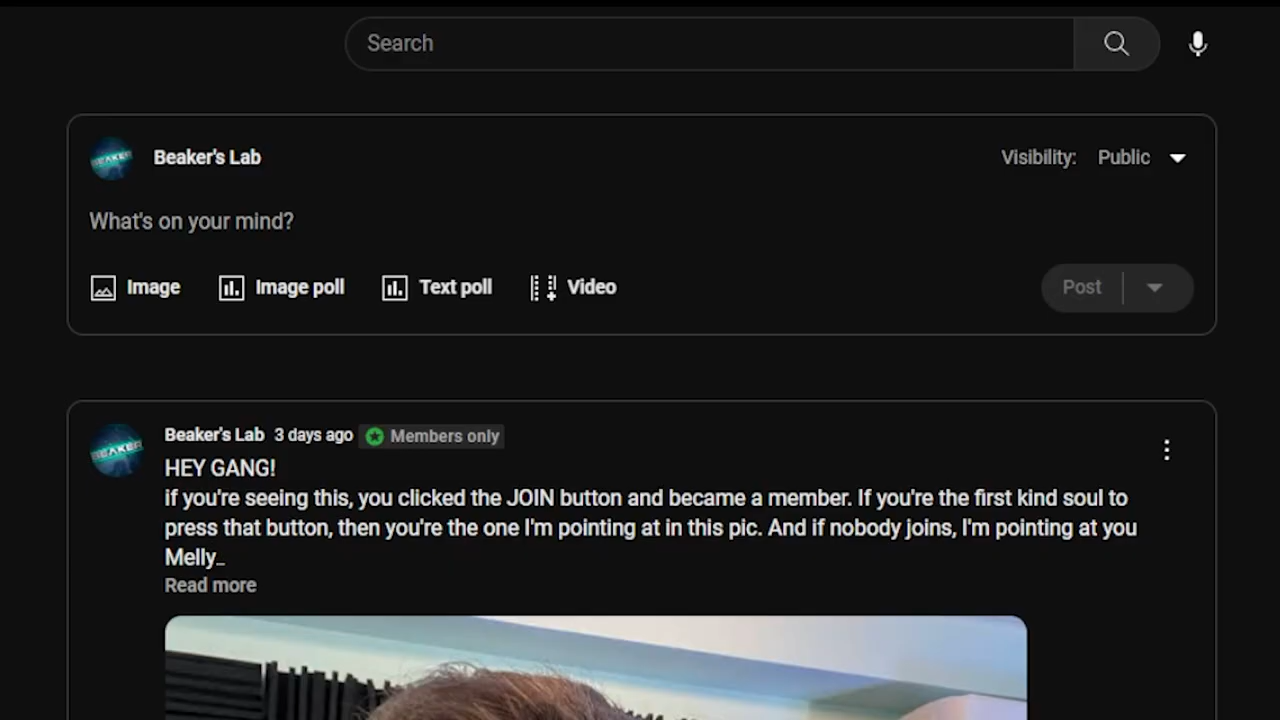 Search
BEAKER
Beaker's Lab
Visibility: Public
What's on your mind?
Image
Image poll
Text poll
Video
Post
BEAKER
Beaker's Lab 3 days ago Members only
HEY GANG!
if you're seeing this, you clicked the JOIN button and became a member. If you're the first kind soul to
press that button, then you're the one I'm pointing at in this pic. And if nobody joins, I'm pointing at you
Melly...
Read more